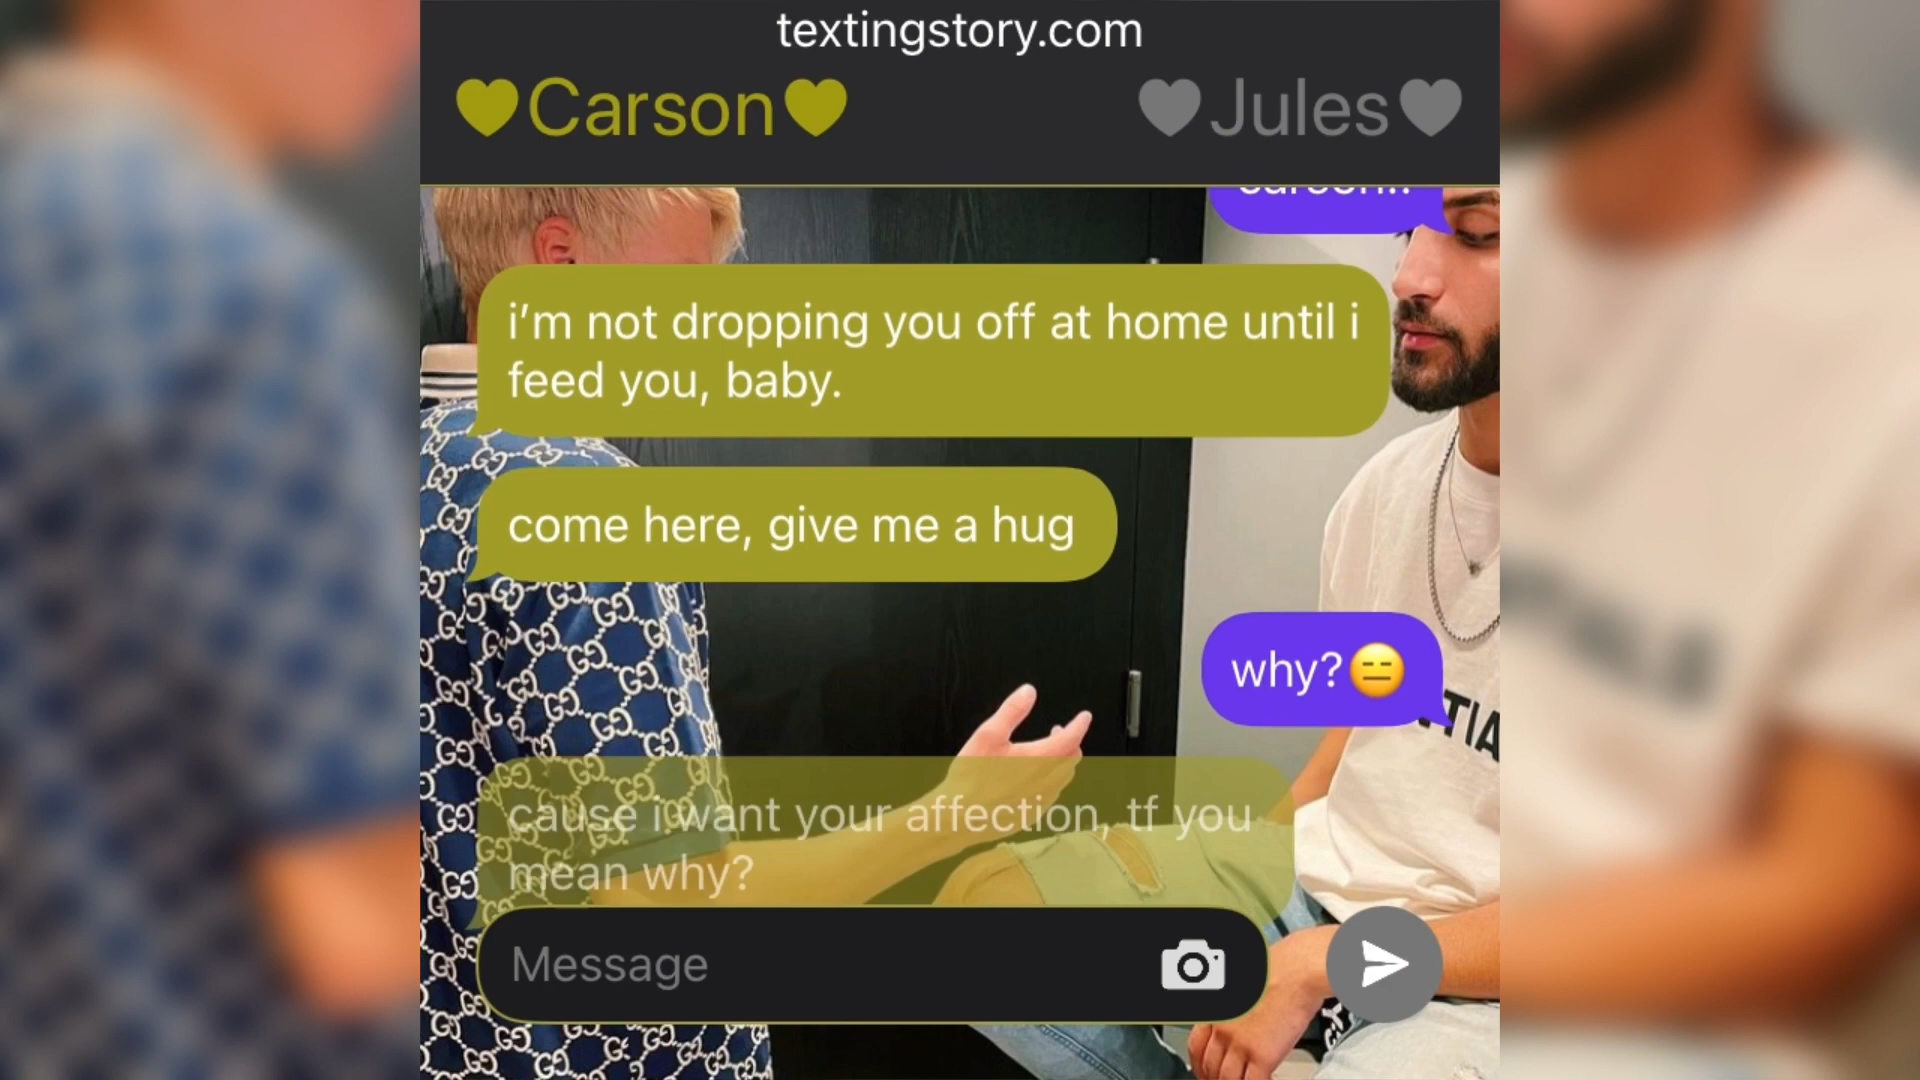 textingstory.com
♥Carson♥ ♥Jules♥
i’m not dropping you off at home until i
feed you, baby.
come here, give me a hug
why?😑
cause i want your affection, tf you
mean why?
Message